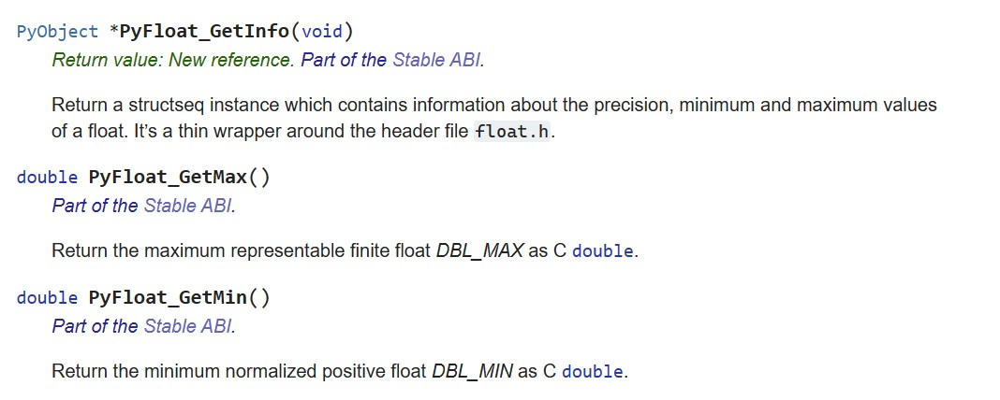 PyObject *PyFloat_GetInfo(void)
Return value: New reference. Part of the Stable ABI.
Return a structseq instance which contains information about the precision, minimum and maximum values
of a float. It’s a thin wrapper around the header file float.h.
double PyFloat_GetMax()
Part of the Stable ABI.
Return the maximum representable finite float DBL_MAX as C double.
double PyFloat_GetMin()
Part of the Stable ABI.
Return the minimum normalized positive float DBL_MIN as C double.